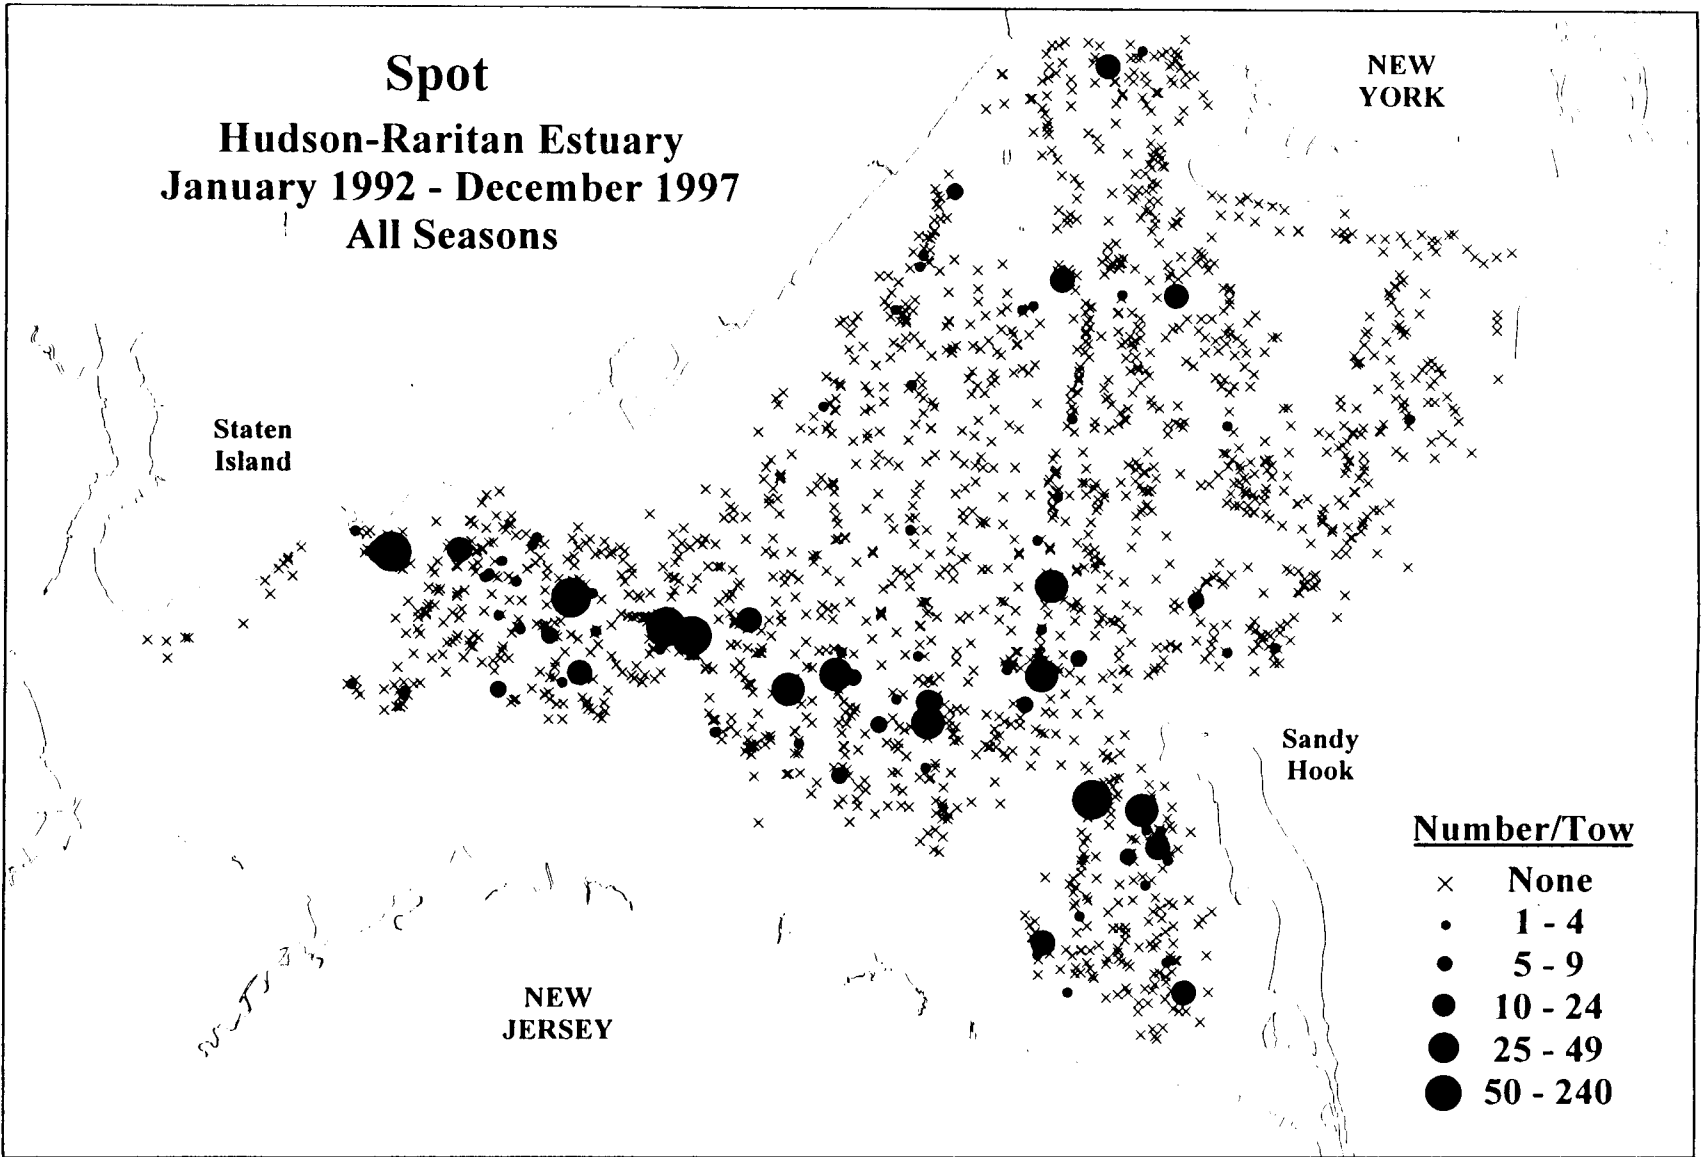 Spot
Hudson-Raritan Estuary
January 1992 - December 1997
All Seasons
NEW
YORK
Staten
Island
Sandy
Hook
NEW
JERSEY
Number/Tow
None
1 - 4
5 - 9
10 - 24
25 - 49
50 - 240